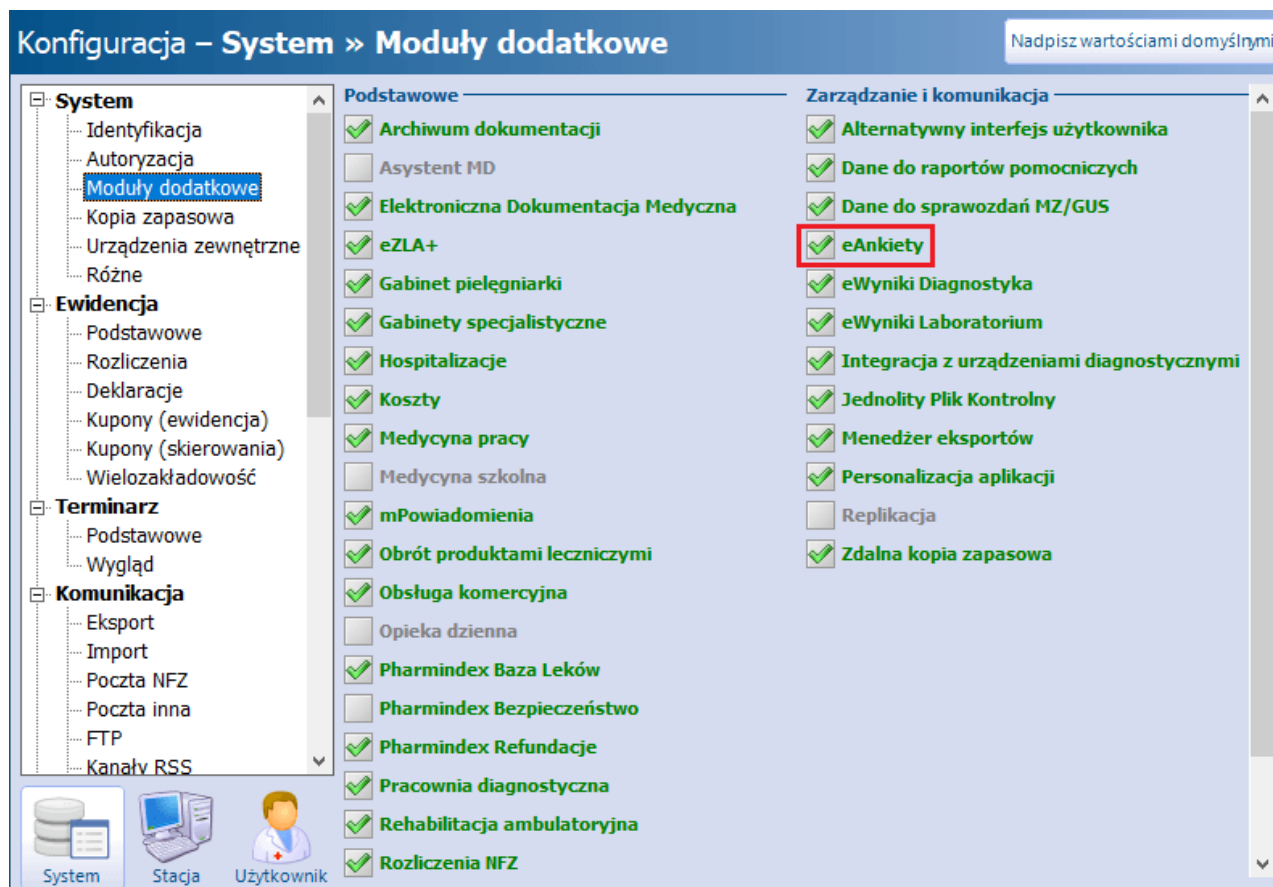 Konfiguracja – System » Moduły dodatkowe
Nadpisz wartościami domyślnymi
System
Identyfikacja
Autoryzacja
Moduły dodatkowe
Kopia zapasowa
Urządzenia zewnętrzne
Różne
Ewidencja
Podstawowe
Rozliczenia
Deklaracje
Kupony (ewidencja)
Kupony (skierowania)
Wielozakładowość
Terminarz
Podstawowe
Wygląd
Komunikacja
Eksport
Import
Poczta NFZ
Poczta inna
FTP
Kanały RSS
System
Stacja
Użytkownik
Podstawowe
Archiwum dokumentacji
Asystent MD
Elektroniczna Dokumentacja Medyczna
eZLA+
Gabinet pielęgniarki
Gabinety specjalistyczne
Hospitalizacje
Koszty
Medycyna pracy
Medycyna szkolna
mPowiadomienia
Obrót produktami leczniczymi
Obsługa komercyjna
Opieka dzienna
Pharmindex Baza Leków
Pharmindex Bezpieczeństwo
Pharmindex Refundacje
Pracownia diagnostyczna
Rehabilitacja ambulatoryjna
Rozliczenia NFZ
Zarządzanie i komunikacja
Alternatywny interfejs użytkownika
Dane do raportów pomocniczych
Dane do sprawozdań MZ/GUS
eAnkiety
eWyniki Diagnostyka
eWyniki Laboratorium
Integracja z urządzeniami diagnostycznymi
Jednolity Plik Kontrolny
Menedżer eksportów
Personalizacja aplikacji
Replikacja
Zdalna kopia zapasowa